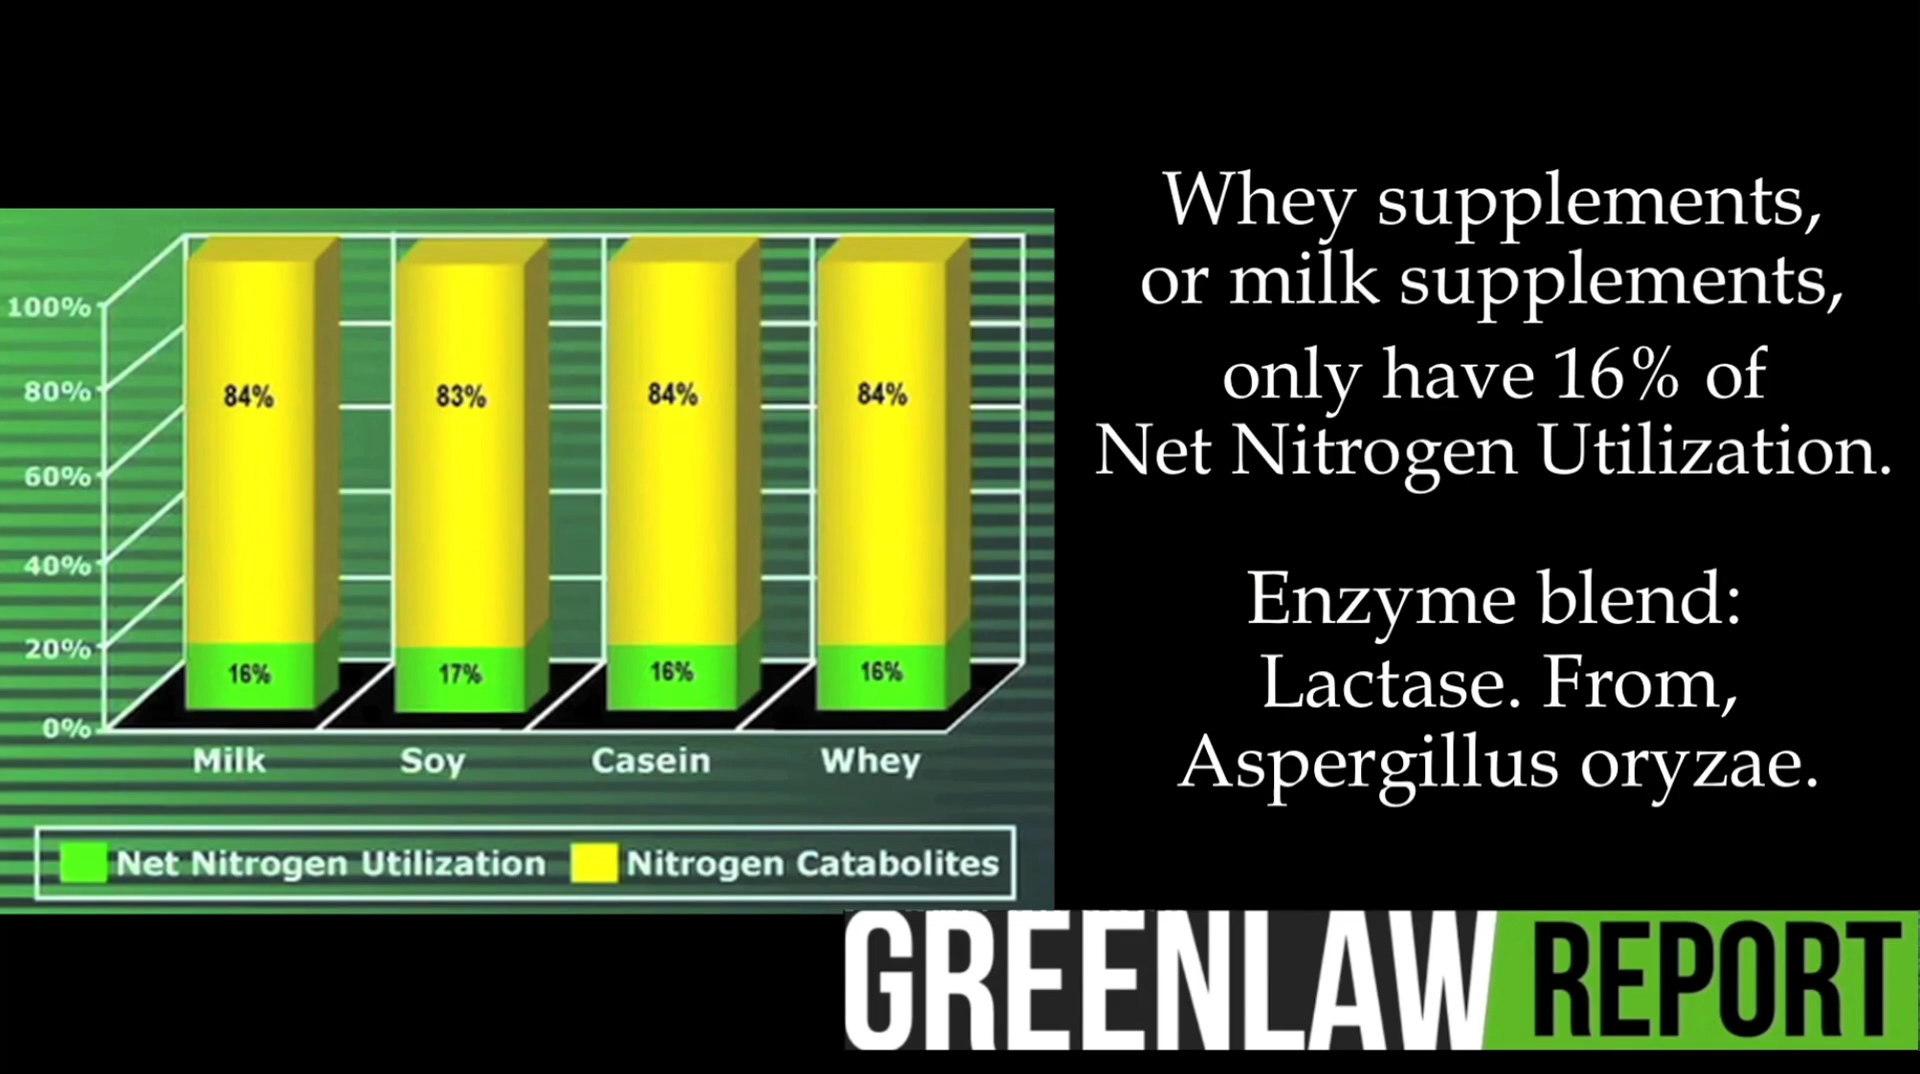 Whey supplements,
or milk supplements,
only have 16% of
Net Nitrogen Utilization.
Enzyme blend:
Lactase. From,
Aspergillus oryzae.
100%
80%
60%
40%
20%
0%
84% 83% 84% 84%
16% 17% 16% 16%
Milk Soy Casein Whey
Net Nitrogen Utilization Nitrogen Catabolites
GREENLAW REPORT